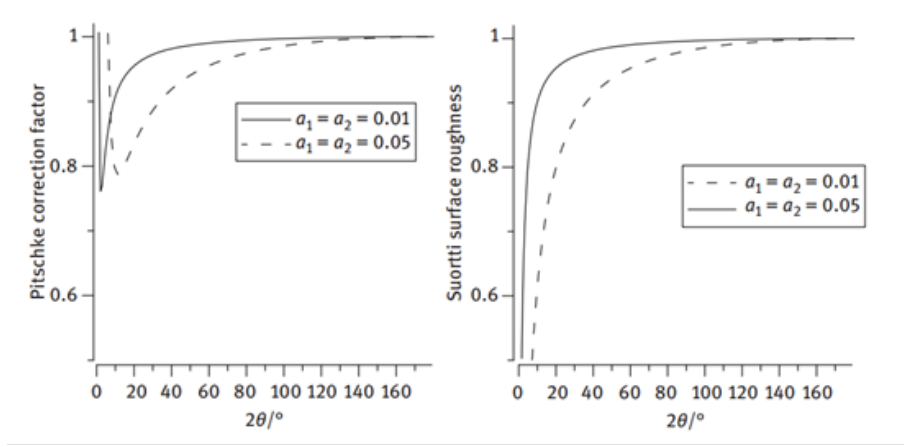 Pitschke correction factor
1
0.8
0.6
a₁ = a₂ = 0.01
a₁ = a₂ = 0.05
0 20 40 60 80 100 120 140 160
2θ/°
Suortti surface roughness
1
0.8
0.6
a₁ = a₂ = 0.01
a₁ = a₂ = 0.05
0 20 40 60 80 100 120 140 160
2θ/°